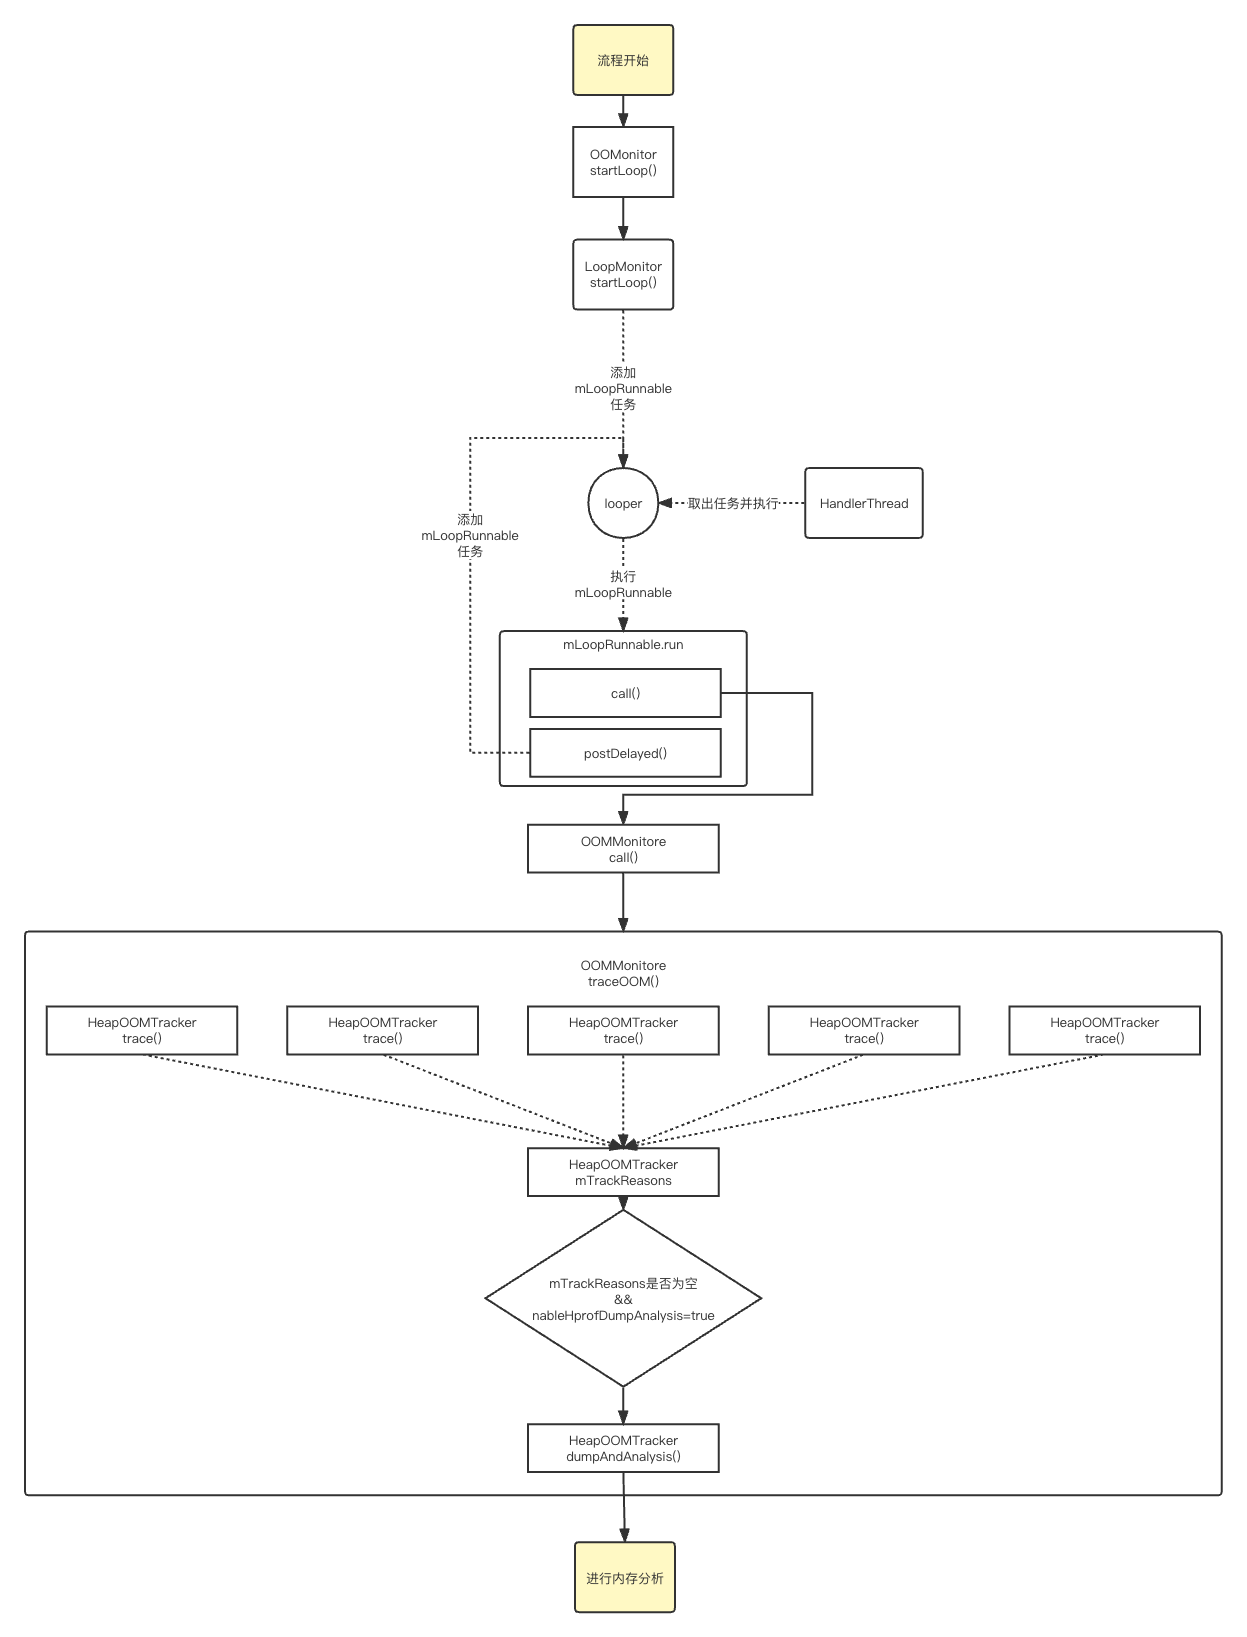 流程开始
OOMonitor
startLoop()
LoopMonitor
startLoop()
添加
mLoopRunnable
任务
looper
取出任务并执行
HandlerThread
添加
mLoopRunnable
任务
执行
mLoopRunnable
mLoopRunnable.run
call()
postDelayed()
OOMMonitore
call()
OOMMonitore
traceOOM()
HeapOOMTracker
trace()
HeapOOMTracker
trace()
HeapOOMTracker
trace()
HeapOOMTracker
trace()
HeapOOMTracker
trace()
HeapOOMTracker
mTrackReasons
mTrackReasons是否为空
&&
nableHprofDumpAnalysis=true
HeapOOMTracker
dumpAndAnalysis()
进行内存分析